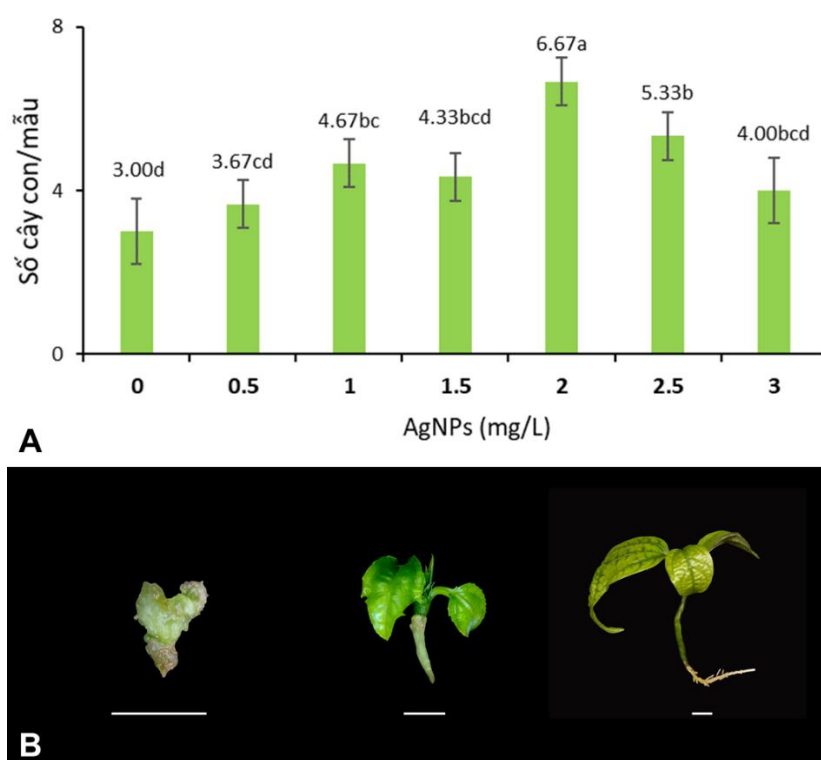 Số cây con/mẫu
8
4
0
3.00d
3.67cd
4.67bc
4.33bcd
6.67a
5.33b
4.00bcd
0 0.5 1 1.5 2 2.5 3
AgNPs (mg/L)
A
B